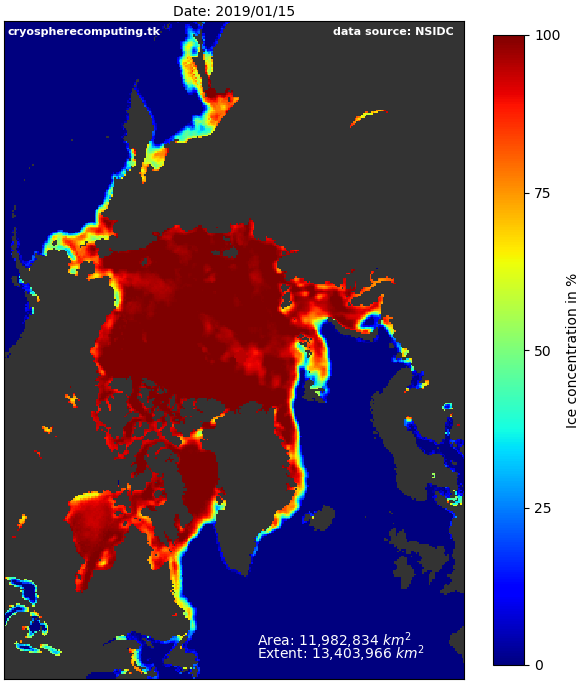 Date: 2019/01/15
cryospherecomputing.tk data source: NSIDC
100
75
50
25
0
Ice concentration in %
Area: 11,982,834 km²
Extent: 13,403,966 km²